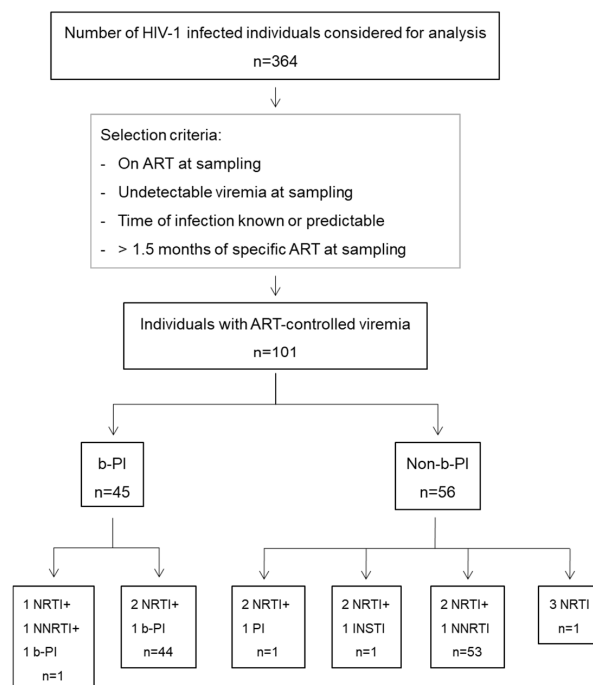 Number of HIV-1 infected individuals considered for analysis
n=364
Selection criteria:
- On ART at sampling
- Undetectable viremia at sampling
- Time of infection known or predictable
- > 1.5 months of specific ART at sampling
Individuals with ART-controlled viremia
n=101
b-PI
n=45
Non-b-PI
n=56
1 NRTI+
1 NNRTI+
1 b-PI
n=1
2 NRTI+
1 b-PI
n=44
2 NRTI+
1 PI
n=1
2 NRTI+
1 INSTI
n=1
2 NRTI+
1 NNRTI
n=53
3 NRTI
n=1